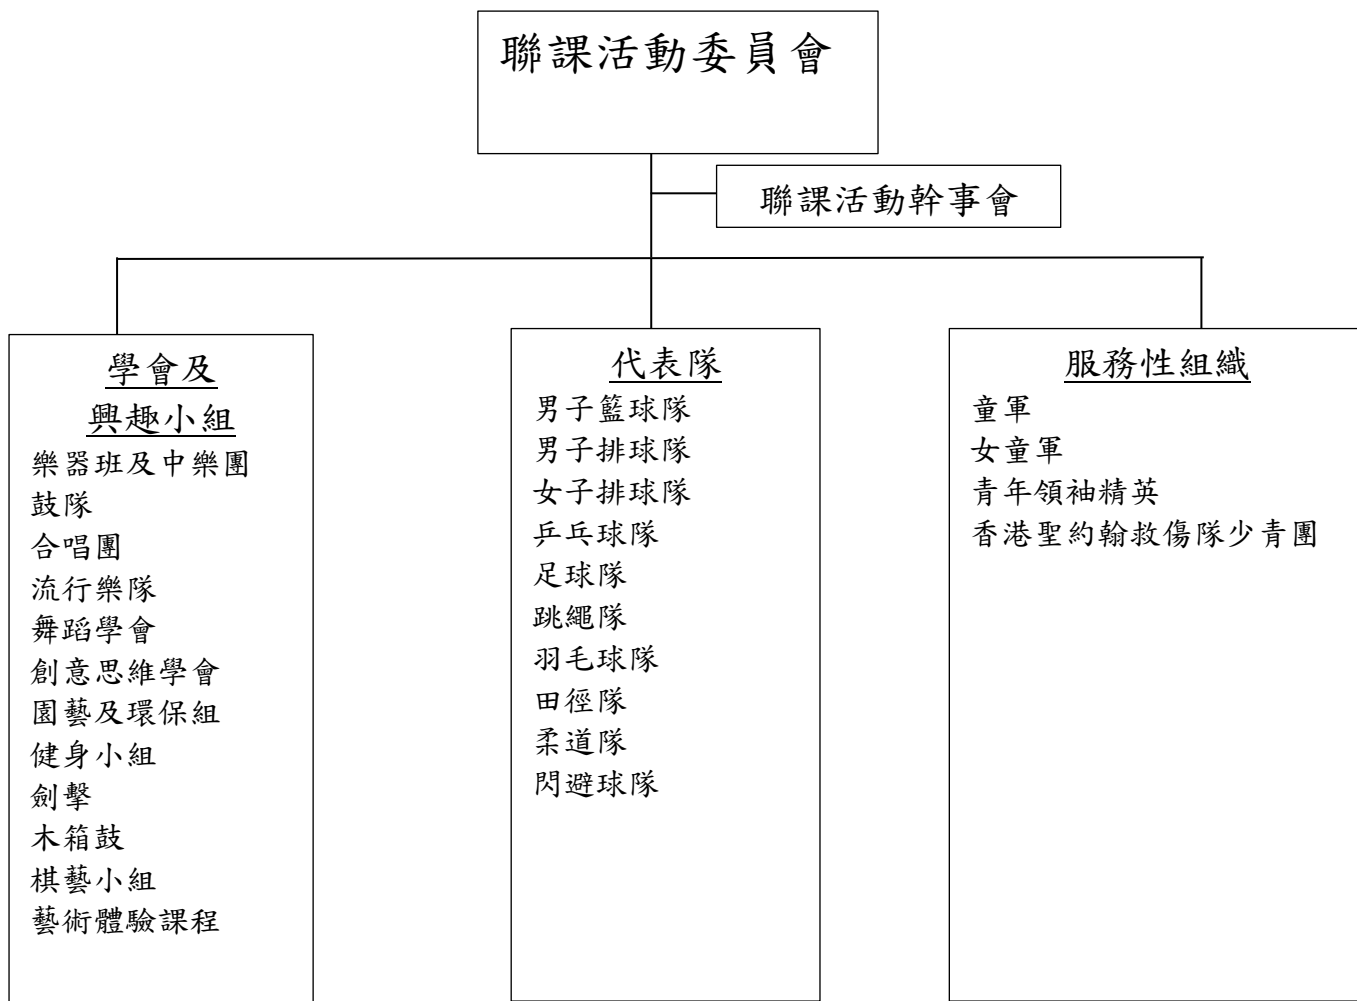 聯課活動委員會
聯課活動幹事會
學會及
興趣小組
樂器班及中樂團
鼓隊
合唱團
流行樂隊
舞蹈學會
創意思維學會
園藝及環保組
健身小組
劍擊
木箱鼓
棋藝小組
藝術體驗課程
代表隊
男子籃球隊
男子排球隊
女子排球隊
乒乓球隊
足球隊
跳繩隊
羽毛球隊
田徑隊
柔道隊
閃避球隊
服務性組織
童軍
女童軍
青年領袖精英
香港聖約翰救傷隊少青團